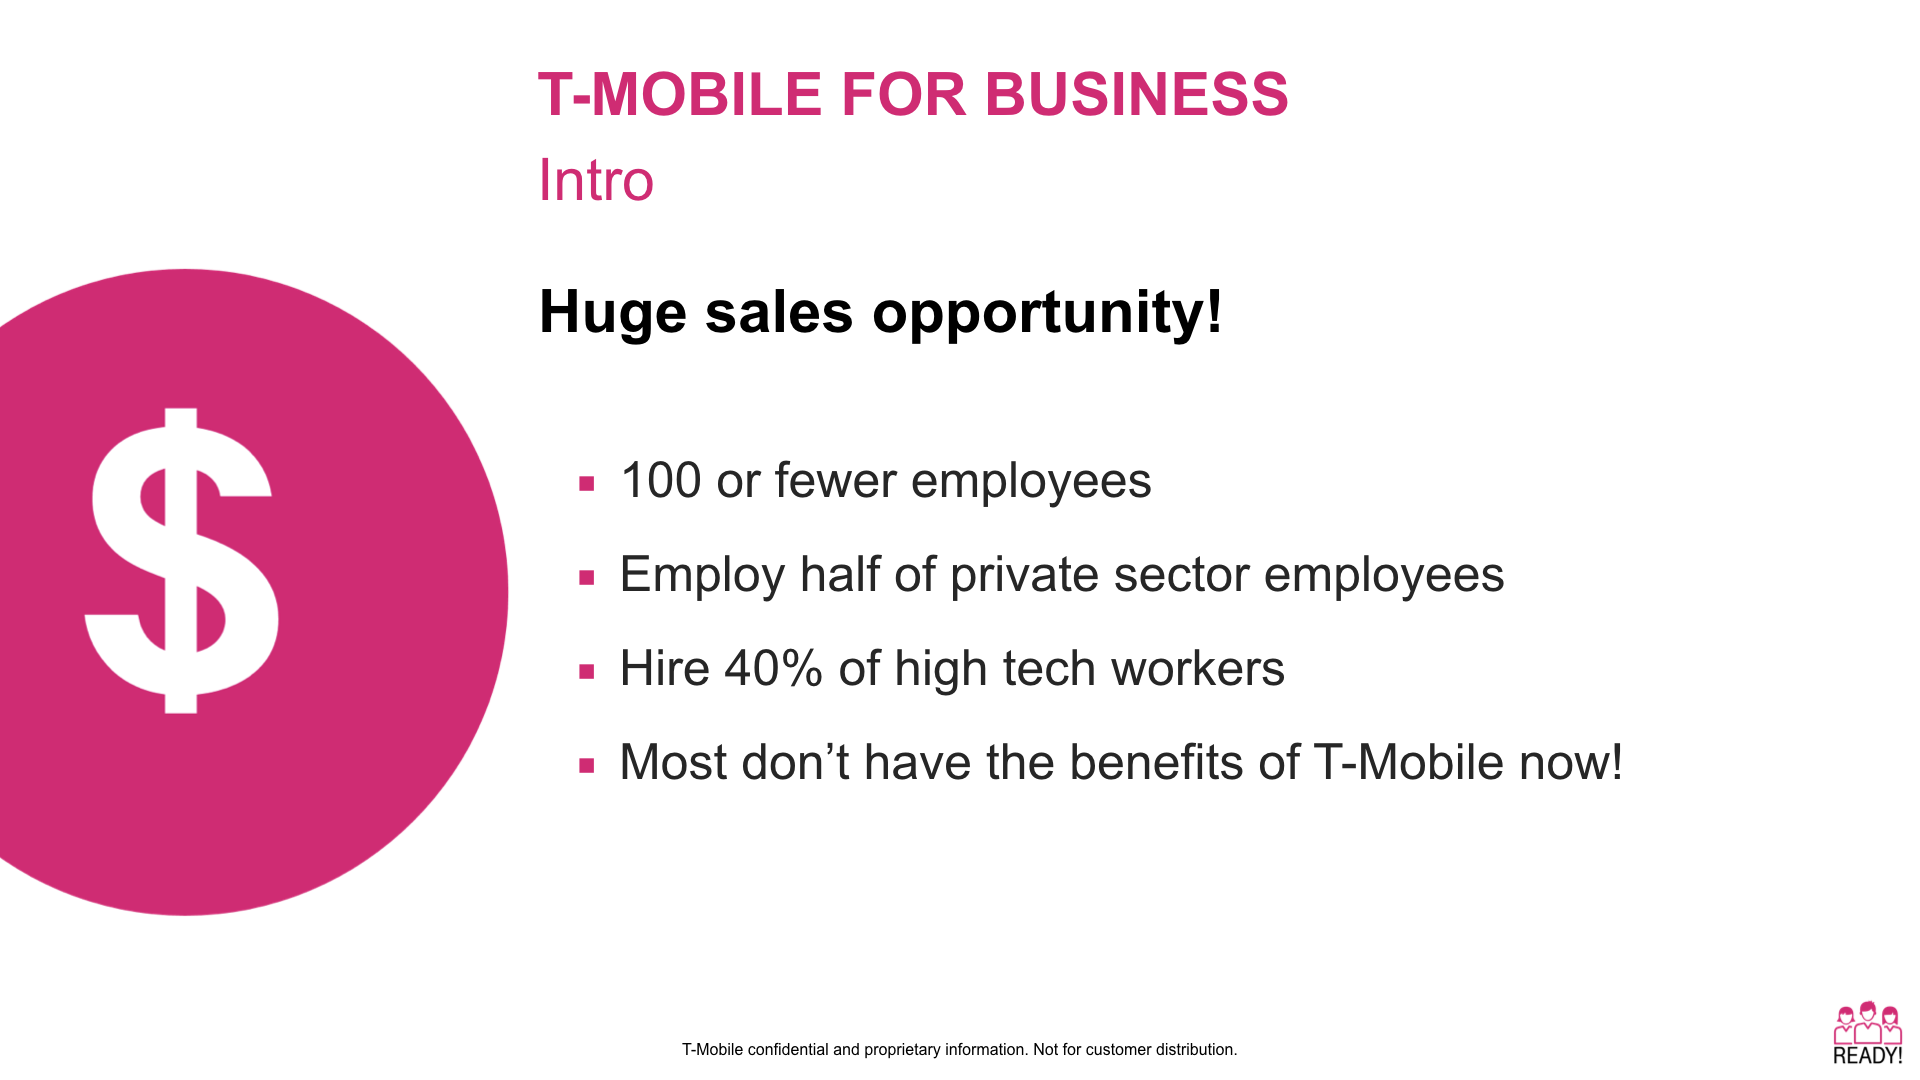 T-MOBILE FOR BUSINESS
Intro
Huge sales opportunity!
$
▪ 100 or fewer employees
▪ Employ half of private sector employees
▪ Hire 40% of high tech workers
▪ Most don’t have the benefits of T-Mobile now!
T-Mobile confidential and proprietary information. Not for customer distribution.
READY!